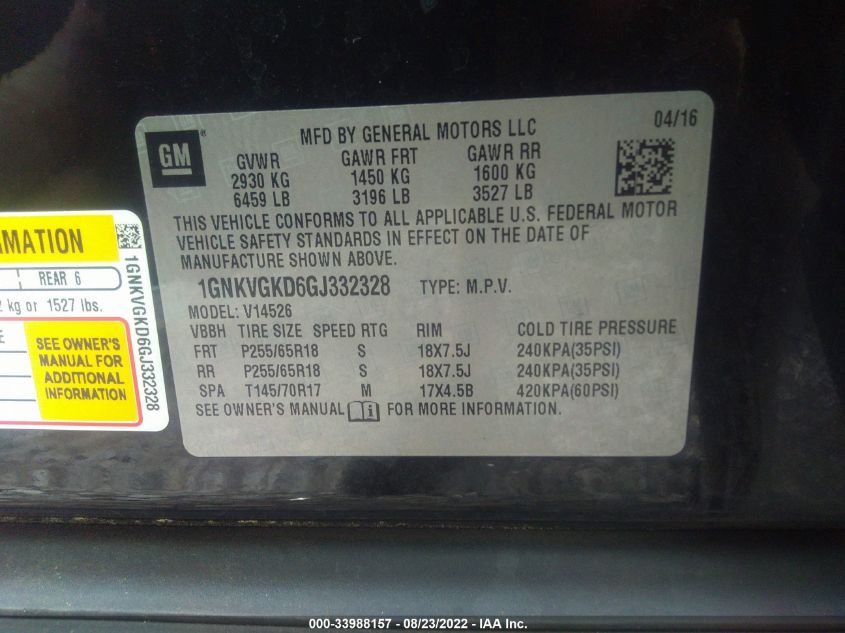 GM
®
MFD BY GENERAL MOTORS LLC
04/16
GVWR GAWR FRT GAWR RR
2930 KG 1450 KG 1600 KG
6459 LB 3196 LB 3527 LB
THIS VEHICLE CONFORMS TO ALL APPLICABLE U.S. FEDERAL MOTOR
VEHICLE SAFETY STANDARDS IN EFFECT ON THE DATE OF
MANUFACTURE SHOWN ABOVE.
1GNKVGKD6GJ332328 TYPE: M.P.V.
MODEL: V14526
VBBH TIRE SIZE SPEED RTG RIM COLD TIRE PRESSURE
FRT P255/65R18 S 18X7.5J 240KPA(35PSI)
RR P255/65R18 S 18X7.5J 240KPA(35PSI)
SPA T145/70R17 M 17X4.5B 420KPA(60PSI)
SEE OWNER'S MANUAL i FOR MORE INFORMATION.
REAR 6
kg or 1527 lbs.
SEE OWNER'S
MANUAL FOR
ADDITIONAL
INFORMATION
1GNKVGKD6GJ332328
000-33988157 - 08/23/2022 - IAA Inc.